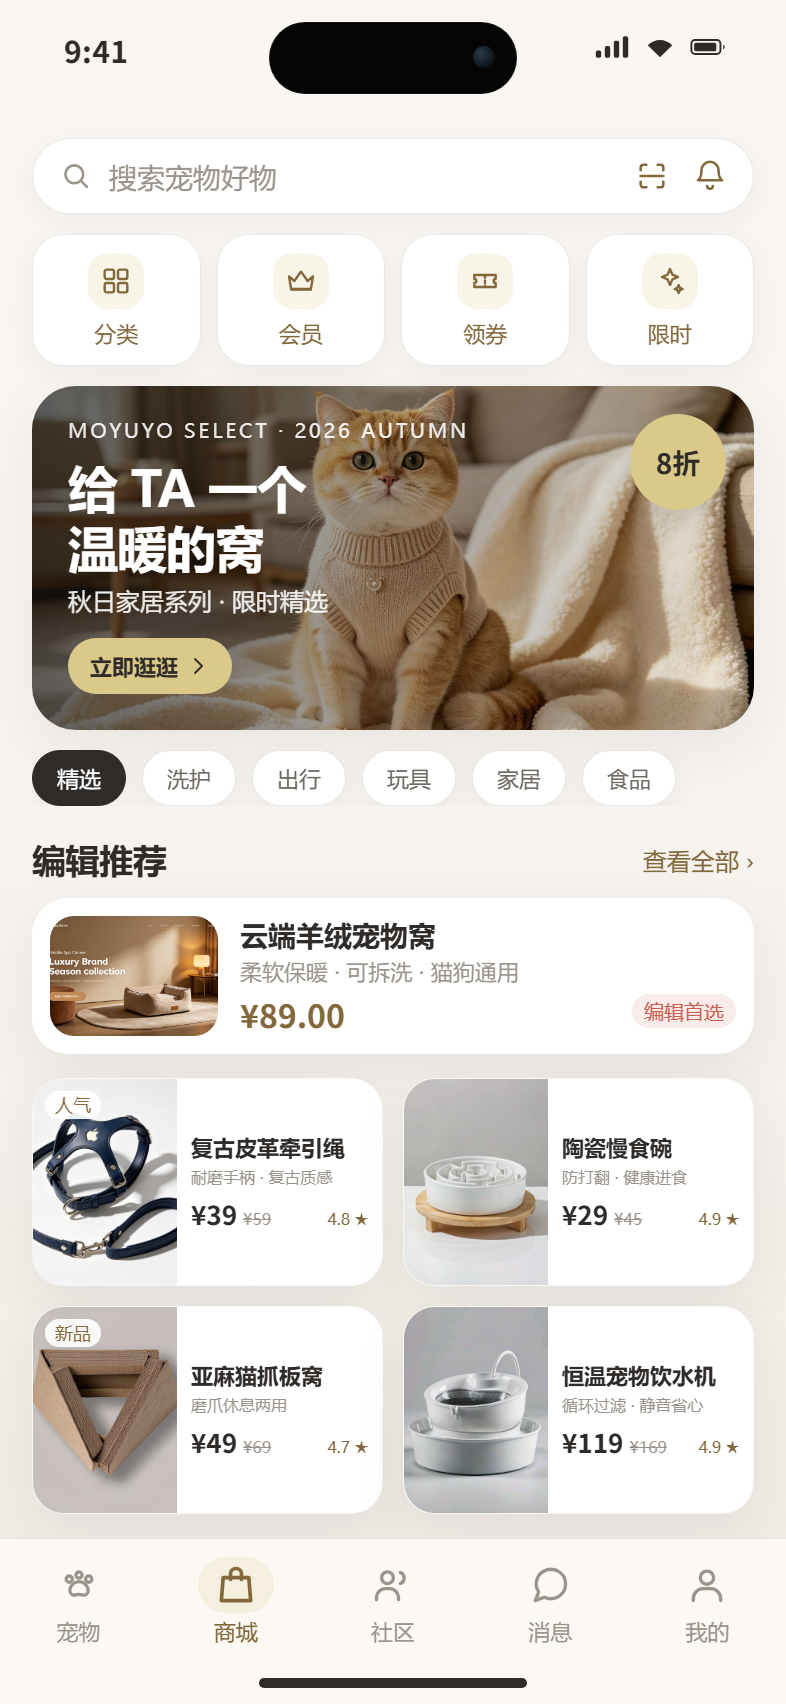 9:41
搜索宠物好物
分类
会员
领券
限时
MOYUYO SELECT · 2026 AUTUMN
给 TA 一个
温暖的窝
秋日家居系列 · 限时精选
立即逛逛
8折
精选
洗护
出行
玩具
家居
食品
编辑推荐
查看全部 ›
Luxury Brand
Season collection
云端羊绒宠物窝
柔软保暖 · 可拆洗 · 猫狗通用
¥89.00
编辑首选
人气
复古皮革牵引绳
耐磨手柄 · 复古质感
¥39 ¥59 4.8 ★
陶瓷慢食碗
防打翻 · 健康进食
¥29 ¥45 4.9 ★
新品
亚麻猫抓板窝
磨爪休息两用
¥49 ¥69 4.7 ★
恒温宠物饮水机
循环过滤 · 静音省心
¥119 ¥169 4.9 ★
宠物
商城
社区
消息
我的